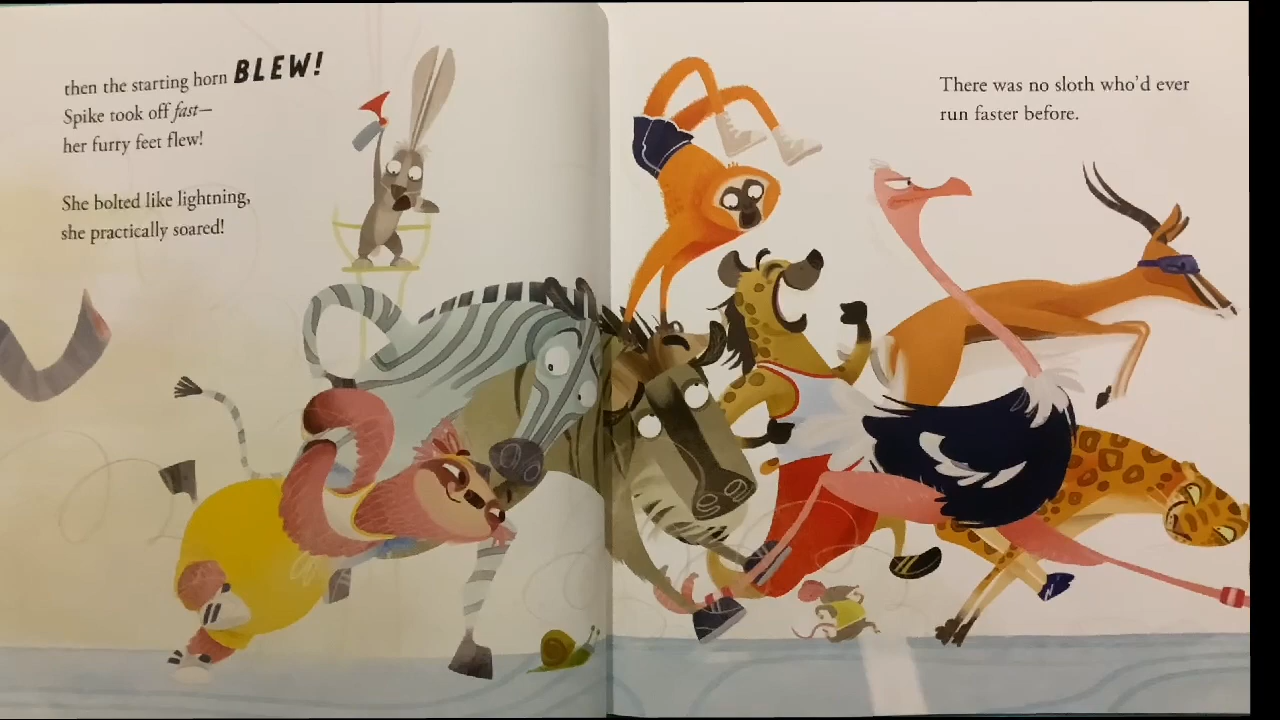 then the starting horn BLEW!
Spike took off fast—
her furry feet flew!
She bolted like lightning,
she practically soared!
There was no sloth who'd ever
run faster before.